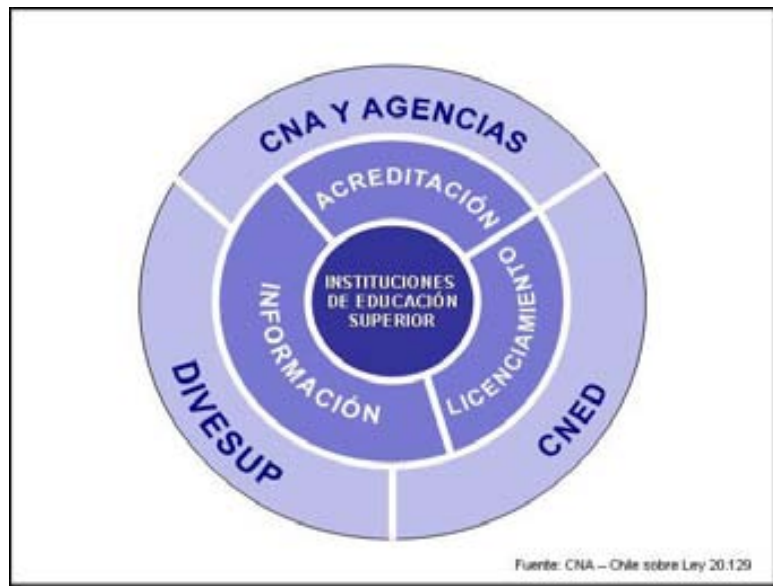 CNA Y AGENCIAS
ACREDITACIÓN
INSTITUCIONES
DE EDUCACIÓN
SUPERIOR
INFORMACIÓN
LICENCIAMIENTO
DIVESUP
CNED
Fuente: CNA – Chile sobre Ley 20.129